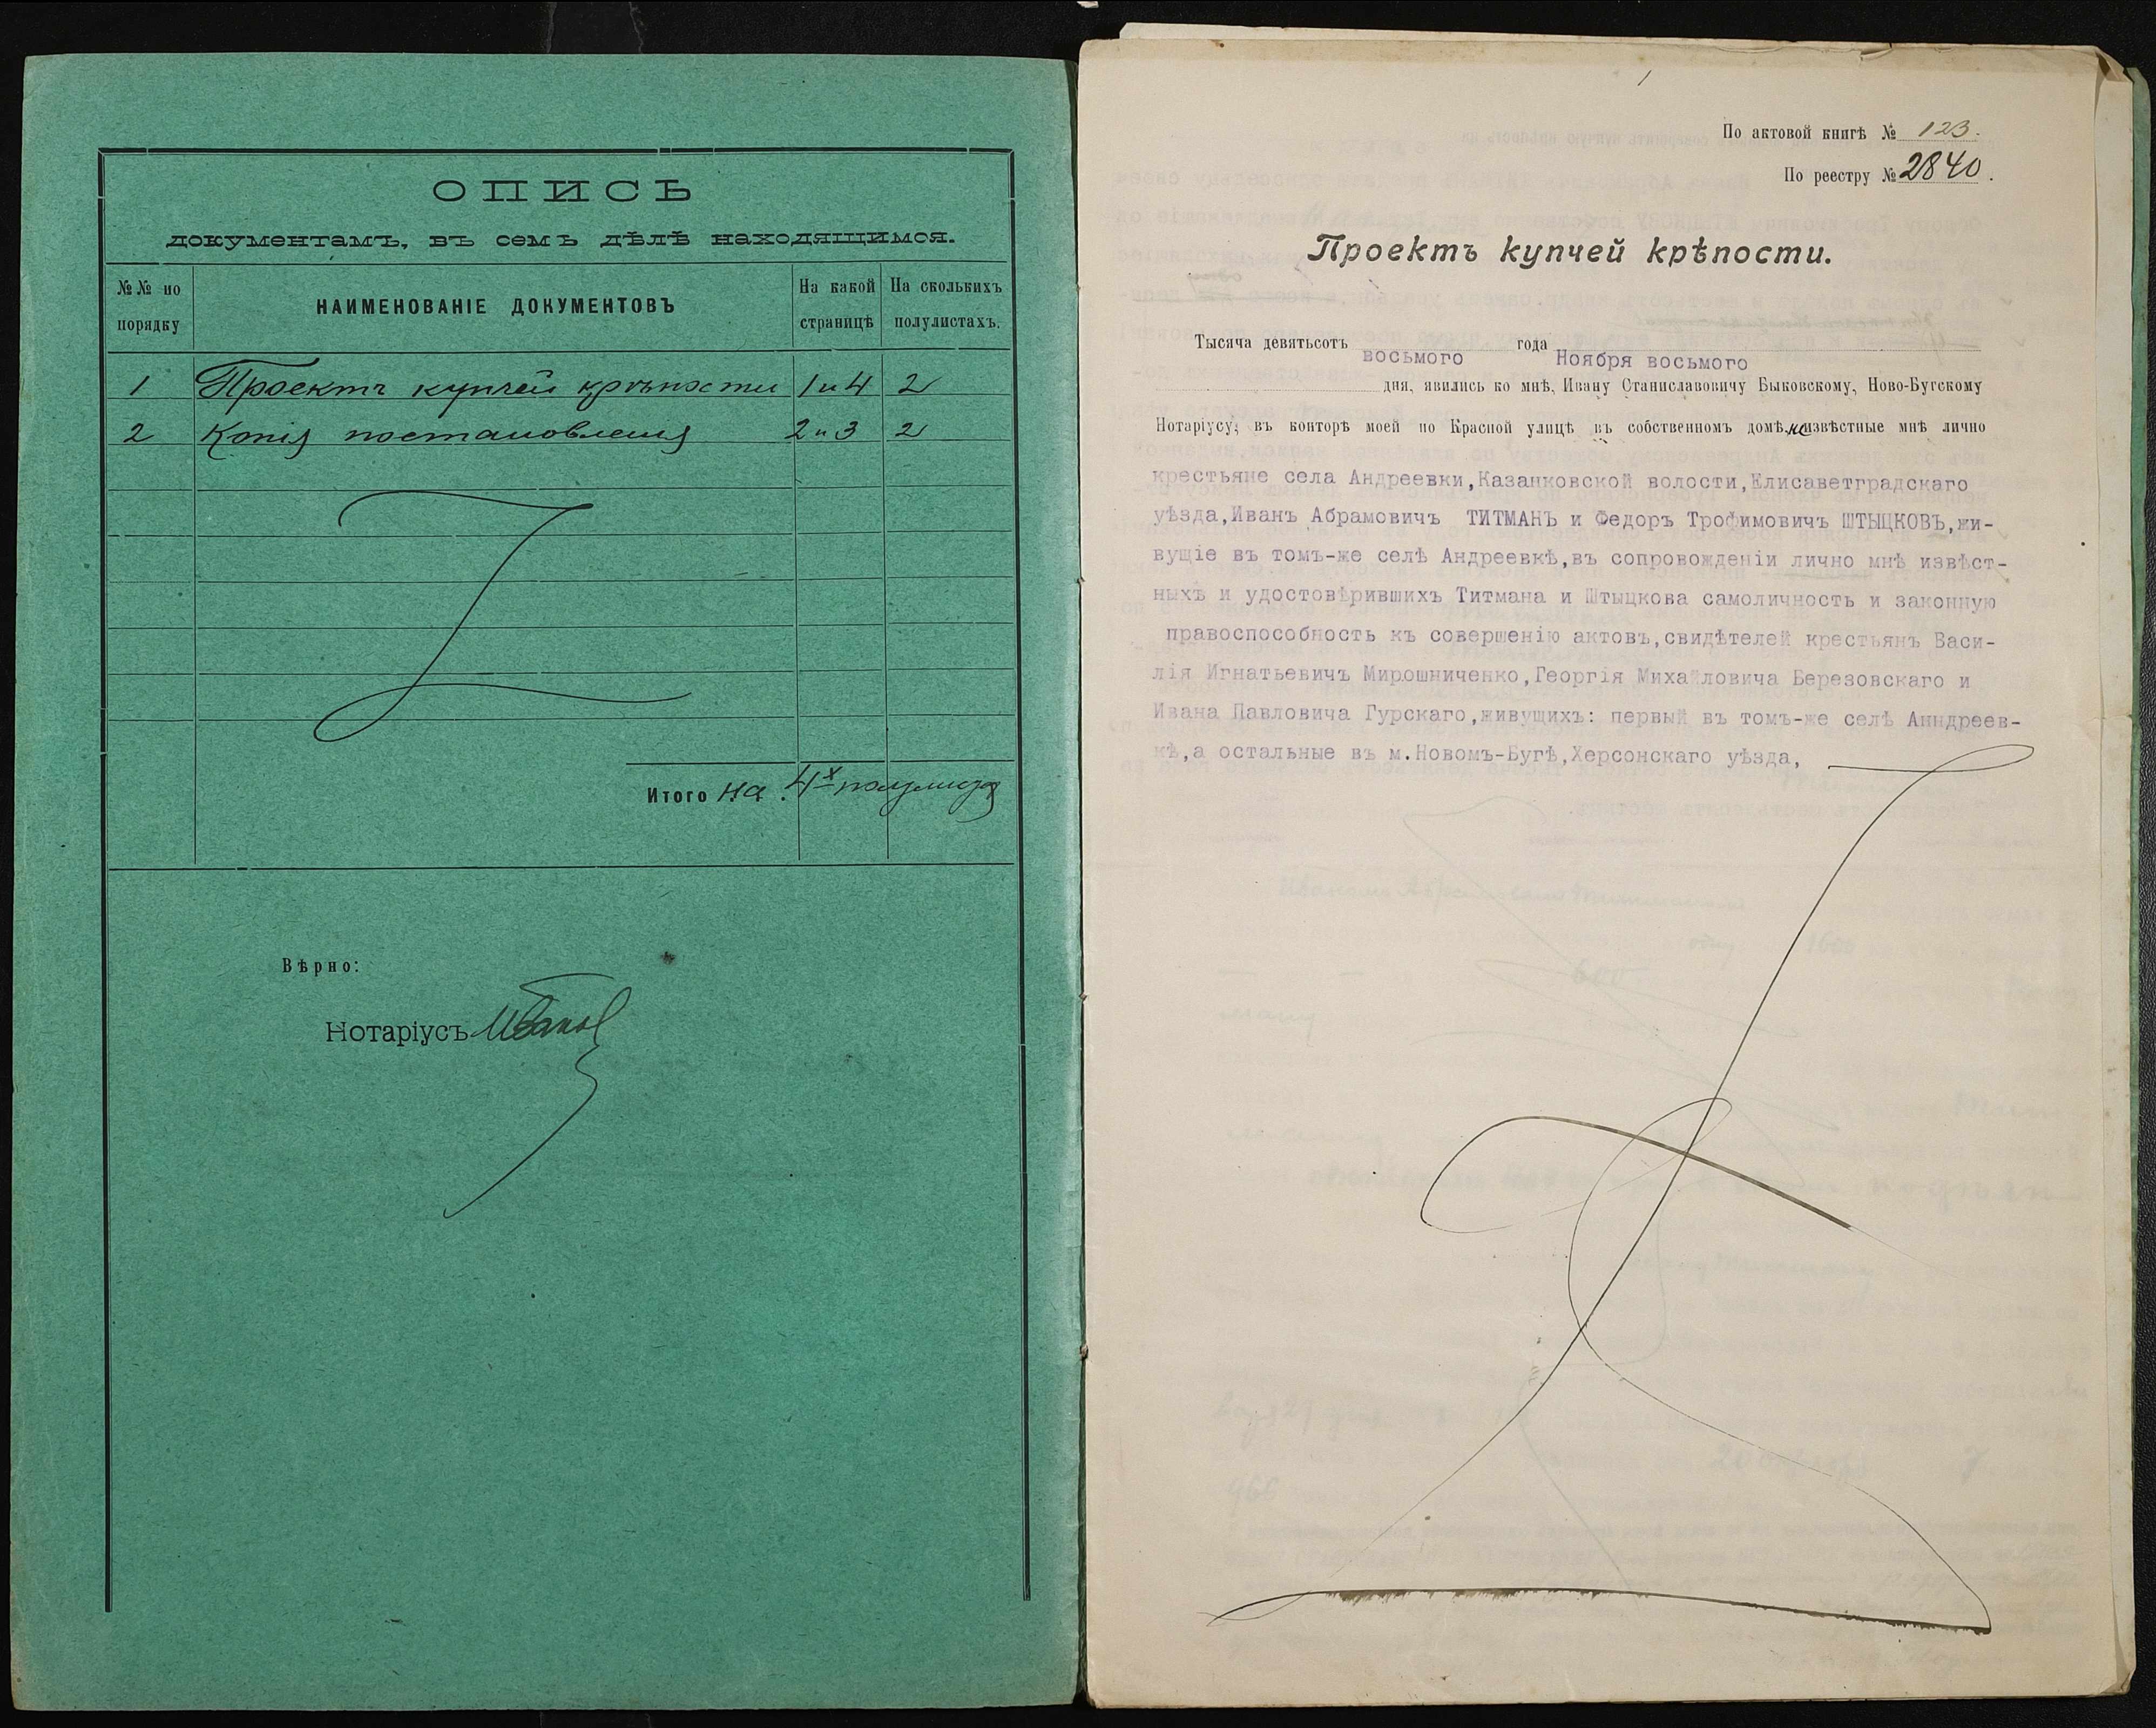 ОПИСЬ
документамъ, въ семъ дѣлѣ находящимся.
№№ по порядку
НАИМЕНОВАНІЕ ДОКУМЕНТОВЪ
На какой страницѣ
На сколькихъ полулистахъ.
1 Проектъ купчей крѣпости 1 и 4 2
2 Копія постановленія 2 и 3 2
Итого на 4х полулистах
Вѣрно:
Нотаріусъ
1
По актовой книгѣ № 123.
По реестру № 2840.
Проектъ купчей крѣпости.
Тысяча девятьсотъ восьмого года Ноября восьмого
дня, явились ко мнѣ, Ивану Станиславовичу Быковскому, Ново-Бугскому
Нотаріусу, въ конторѣ моей по Красной улицѣ въ собственномъ домѣ, неизвѣстные мнѣ лично
крестьяне села Андреевки,Казанковской волости,Елисаветградскаго
уѣзда,Иванъ Абрамовичъ ТИТМАНЪ и Федоръ Трофимовичъ ШТЫЦКОВЪ,жи-
вущіе въ томъ-же селѣ Андреевкѣ,въ сопровожденіи лично мнѣ извѣст-
ныхъ и удостовѣрившихъ Титмана и Штыцкова самоличность и законную
правоспособность къ совершенію актовъ,свидѣтелей крестьянъ Васи-
лія Игнатьевичъ Мирошниченко,Георгія Михайловича Березовскаго и
Ивана Павловича Гурскаго,живущихъ: первый въ томъ-же селѣ Анндреев-
кѣ,а остальные въ м.Новомъ-Бугѣ,Херсонскаго уѣзда,